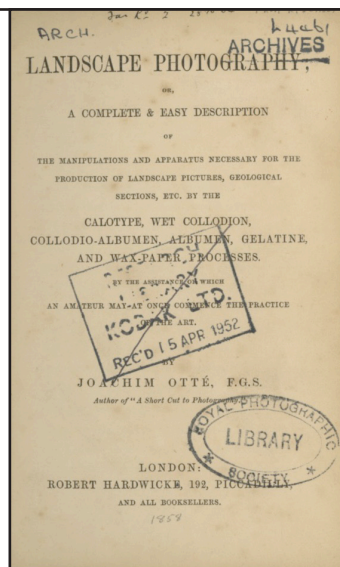 ARCH.
ARCHIVES
LANDSCAPE PHOTOGRAPHY;
OR,
A COMPLETE & EASY DESCRIPTION
OF
THE MANIPULATIONS AND APPARATUS NECESSARY FOR THE
PRODUCTION OF LANDSCAPE PICTURES, GEOLOGICAL
SECTIONS, ETC. BY THE
CALOTYPE, WET COLLODION,
COLLODIO-ALBUMEN, ALBUMEN, GELATINE,
AND WAX-PAPER PROCESSES.
BY THE ASSISTANCE OF WHICH
AN AMATEUR MAY AT ONCE COMMENCE THE PRACTICE
OF THE ART.
RESEARCH
LIBRARY
KODAK LTD.
REC'D 15 APR 1952
BY
JOACHIM OTTÉ, F.G.S.
Author of "A Short Cut to Photography."
ROYAL PHOTOGRAPHIC
LIBRARY
SOCIETY
LONDON:
ROBERT HARDWICKE, 192, PICCADILLY,
AND ALL BOOKSELLERS.
1858